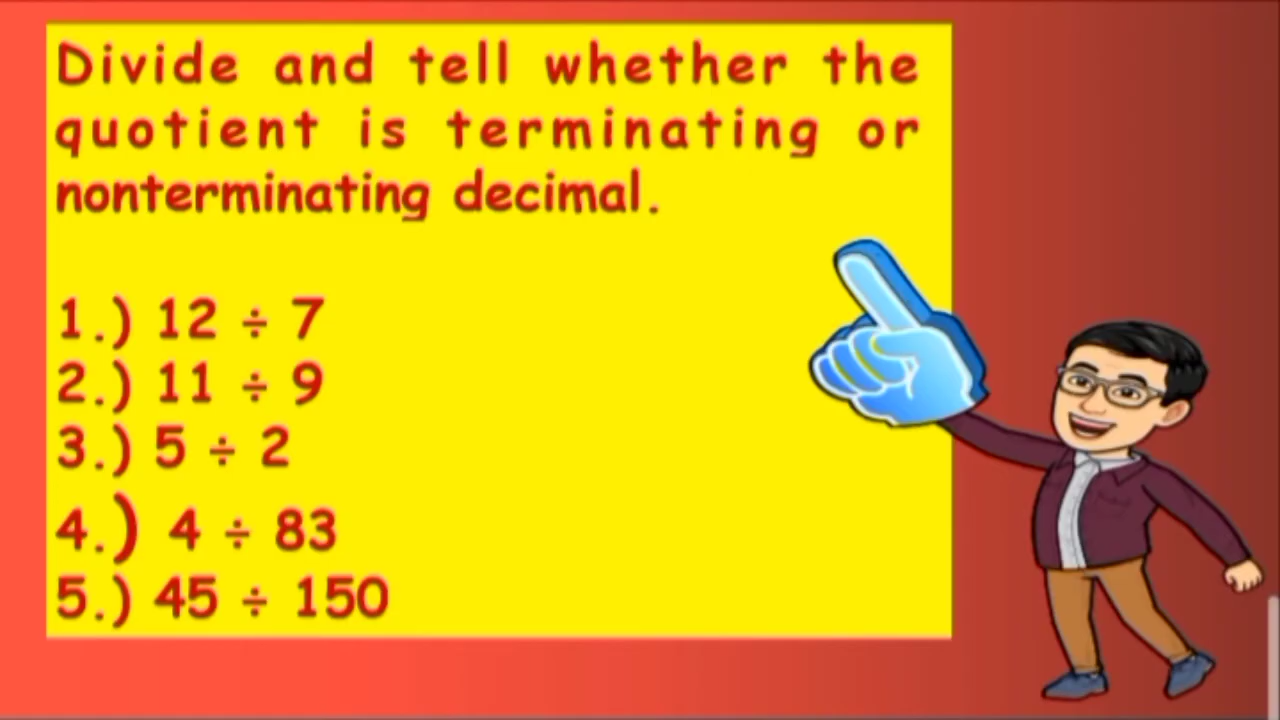 Divide and tell whether the
quotient is terminating or
nonterminating decimal.
1.) 12 ÷ 7
2.) 11 ÷ 9
3.) 5 ÷ 2
4.) 4 ÷ 83
5.) 45 ÷ 150